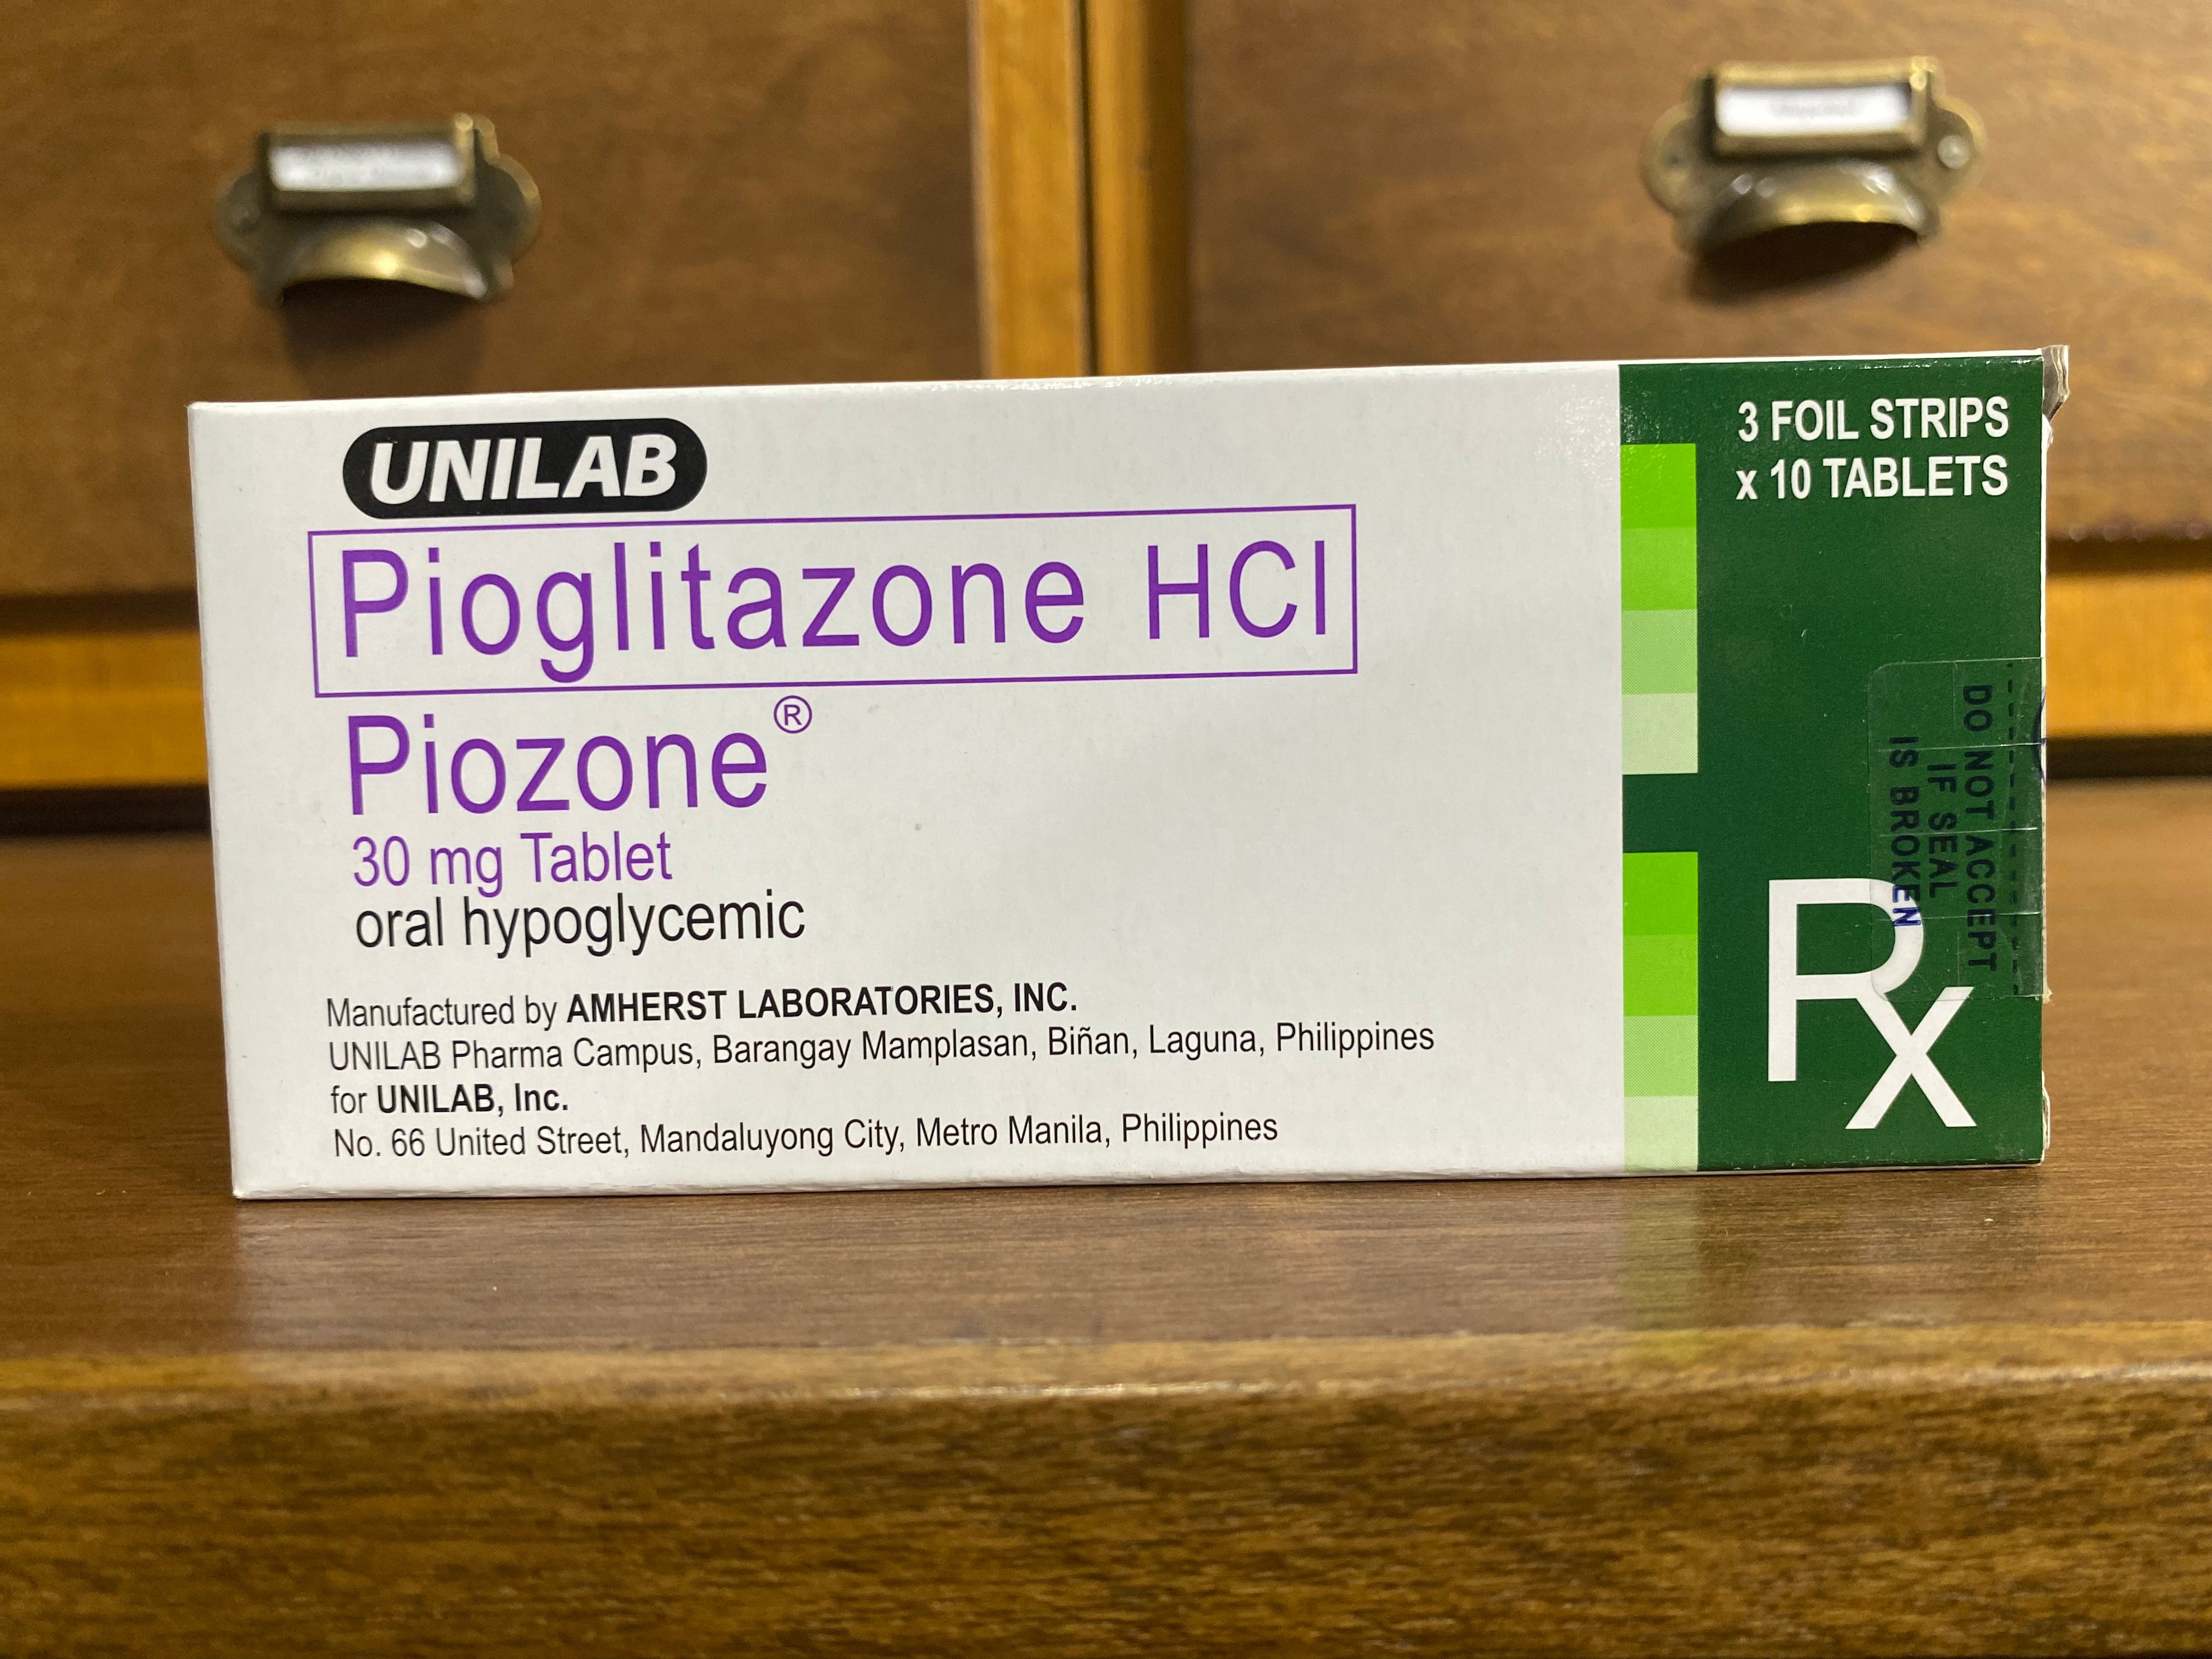 UNILAB
Pioglitazone HCl
Piozone®
30 mg Tablet
oral hypoglycemic
Manufactured by AMHERST LABORATORIES, INC.
UNILAB Pharma Campus, Barangay Mamplasan, Biñan, Laguna, Philippines
for UNILAB, Inc.
No. 66 United Street, Mandaluyong City, Metro Manila, Philippines
3 FOIL STRIPS
x 10 TABLETS
DO NOT ACCEPT
IF SEAL
IS BROKEN
Rx